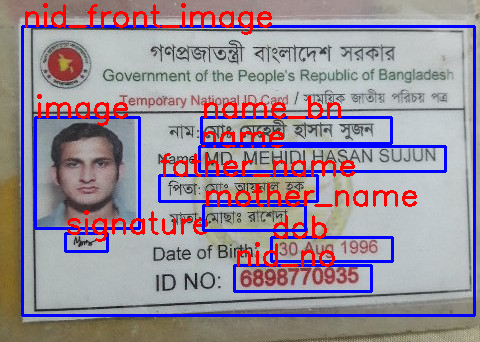 nid_front_image
গণপ্রজাতন্ত্রী বাংলাদেশ সরকার
Government of the People's Republic of Bangladesh
Temporary National ID Card / সাময়িক জাতীয় পরিচয় পত্র
image
name_bn
নাম: মোঃ মেহেদী হাসান সুজন
name
Name: MD. MEHIDI HASAN SUJUN
father_name
পিতা: মোঃ হক
mother_name
মাতা: মোছাঃ রাশেদা
signature
dob
Date of Birth: 30 Aug 1996
nid_no
ID NO: 6898770935